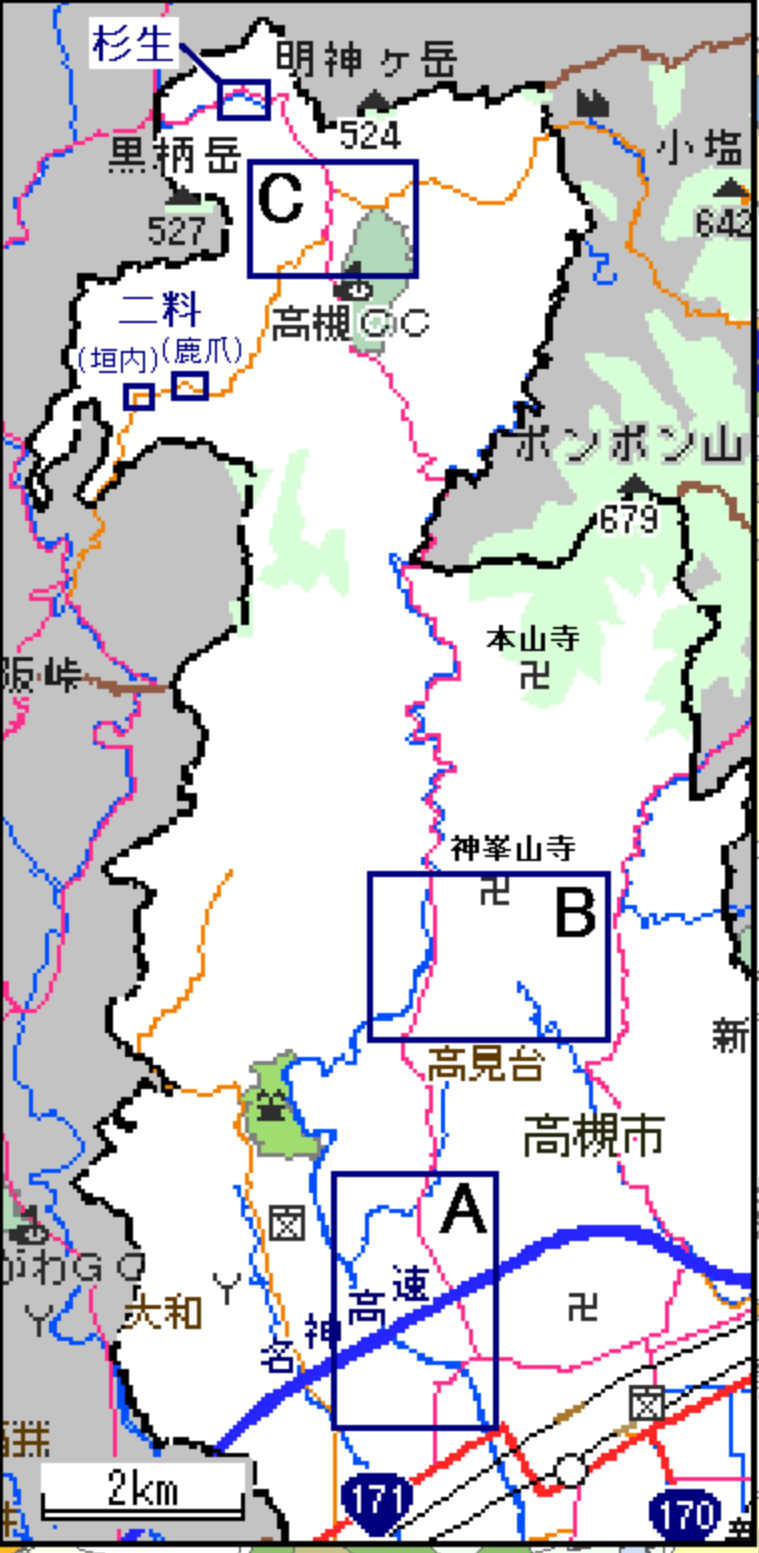 杉生
明神ヶ岳
524
黒柄岳
527
小塩
642
C
二料
(垣内)(鹿爪)
高槻GC
ポンポン山
679
本山寺
阪峠
神峯山寺
B
新
高見台
高槻市
A
がわGC
大和
名神高速
2km
171
170